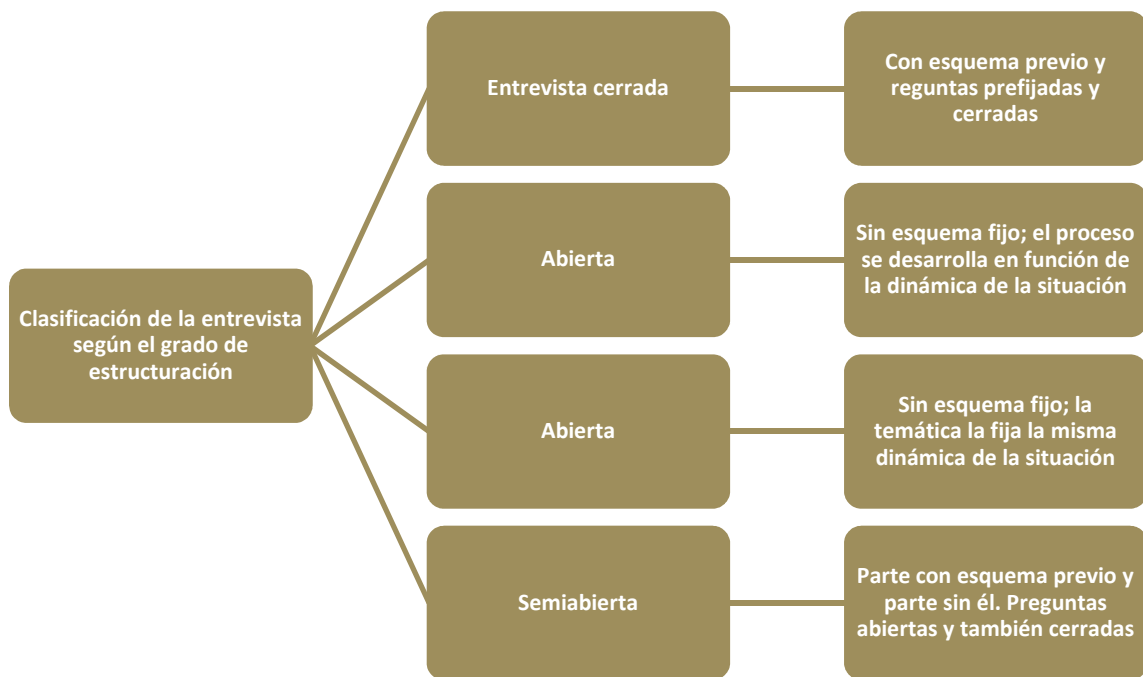 Clasificación de la entrevista
según el grado de
estructuración
Entrevista cerrada
Con esquema previo y
reguntas prefijadas y
cerradas
Abierta
Sin esquema fijo; el proceso
se desarrolla en función de
la dinámica de la situación
Abierta
Sin esquema fijo; la
temática la fija la misma
dinámica de la situación
Semiabierta
Parte con esquema previo y
parte sin él. Preguntas
abiertas y también cerradas